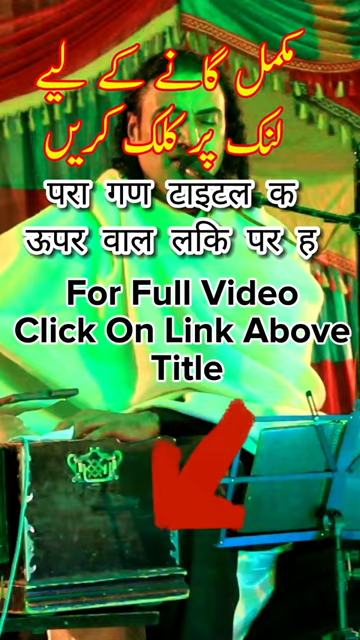 مکمل گانے کے لیے
لنک پر کلک کریں
परा गण टाइटल क
ऊपर वाल लकि पर ह
For Full Video
Click On Link Above
Title